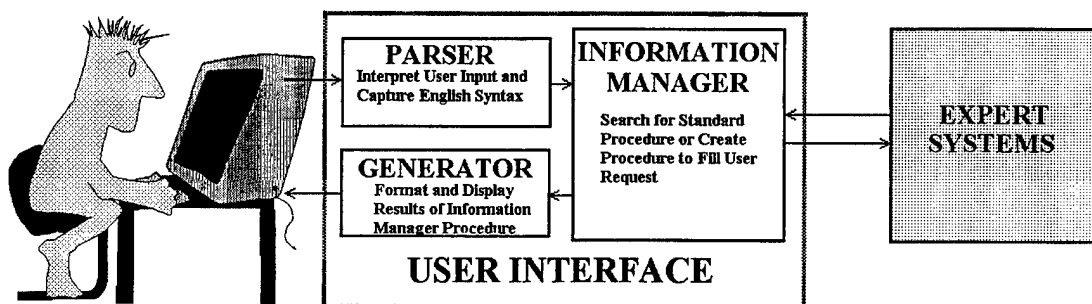 PARSER
Interpret User Input and
Capture English Syntax
GENERATOR
Format and Display
Results of Information
Manager Procedure
INFORMATION
MANAGER
Search for Standard
Procedure or Create
Procedure to Fill User
Request
EXPERT
SYSTEMS
USER INTERFACE